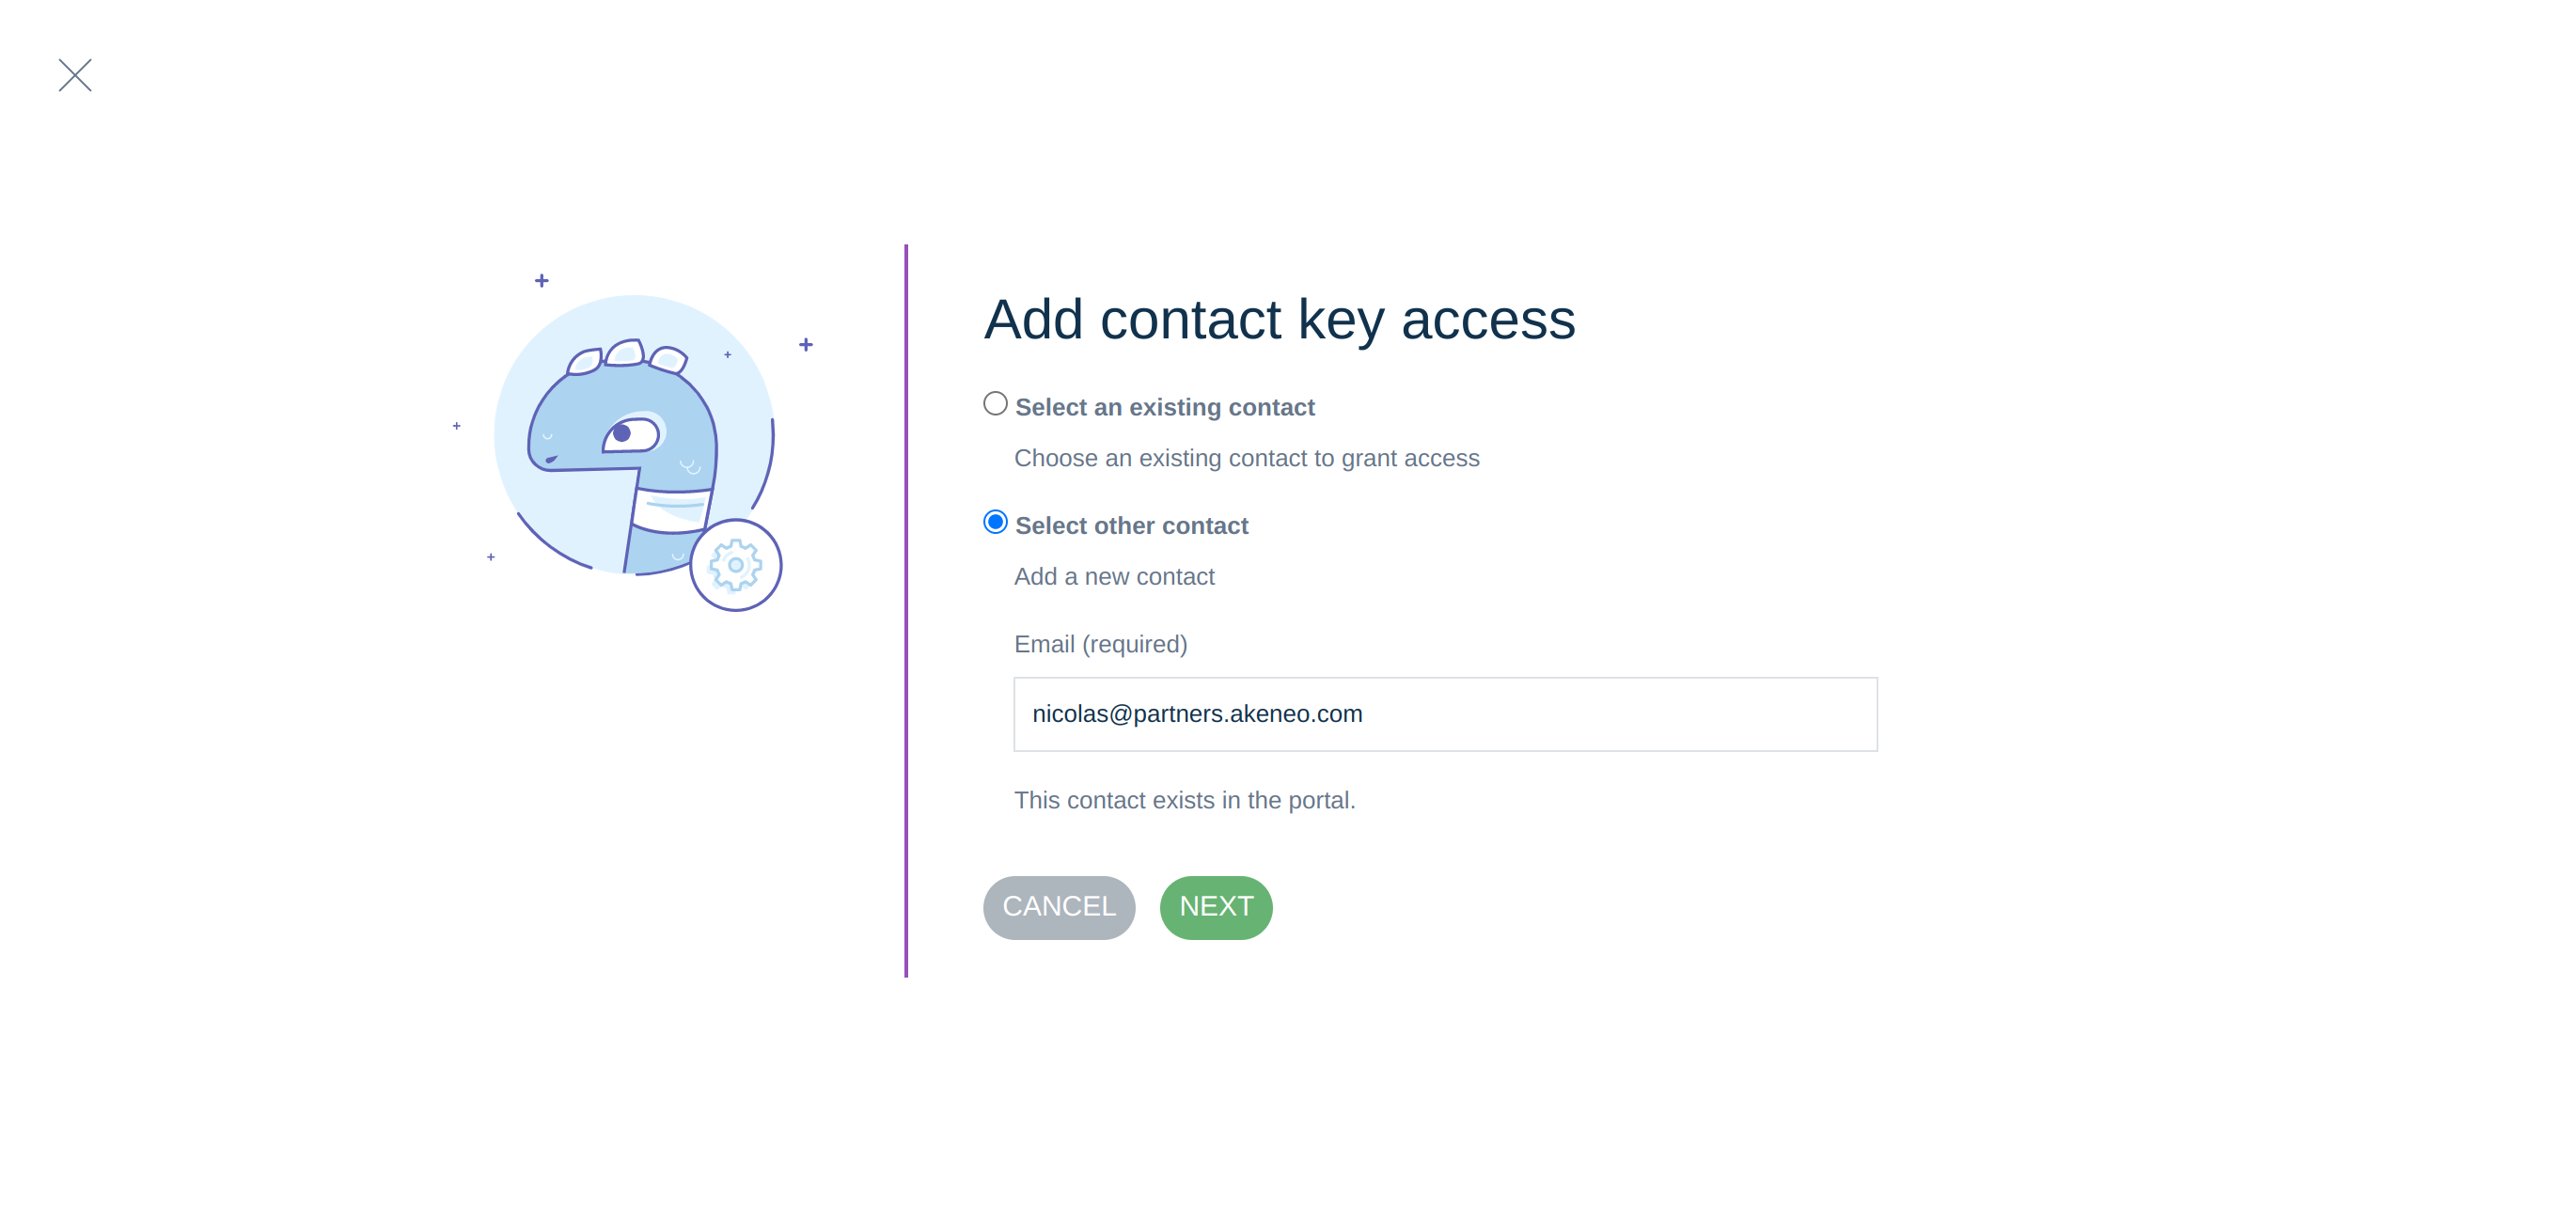 Add contact key access
Select an existing contact
Choose an existing contact to grant access
Select other contact
Add a new contact
Email (required)
nicolas@partners.akeneo.com
This contact exists in the portal.
CANCEL NEXT